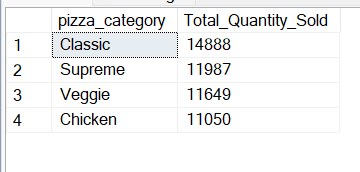 pizza_category Total_Quantity_Sold
1 Classic 14888
2 Supreme 11987
3 Veggie 11649
4 Chicken 11050